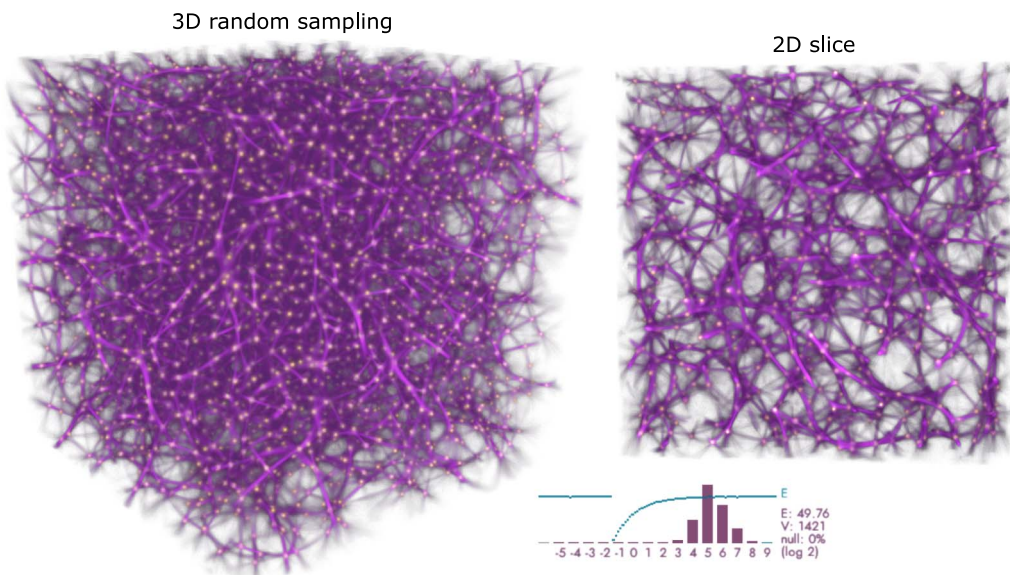 3D random sampling
2D slice
E
E: 49.76
V: 1421
null: 0%
-5 -4 -3 -2 -1 0 1 2 3 4 5 6 7 8 9 (log 2)